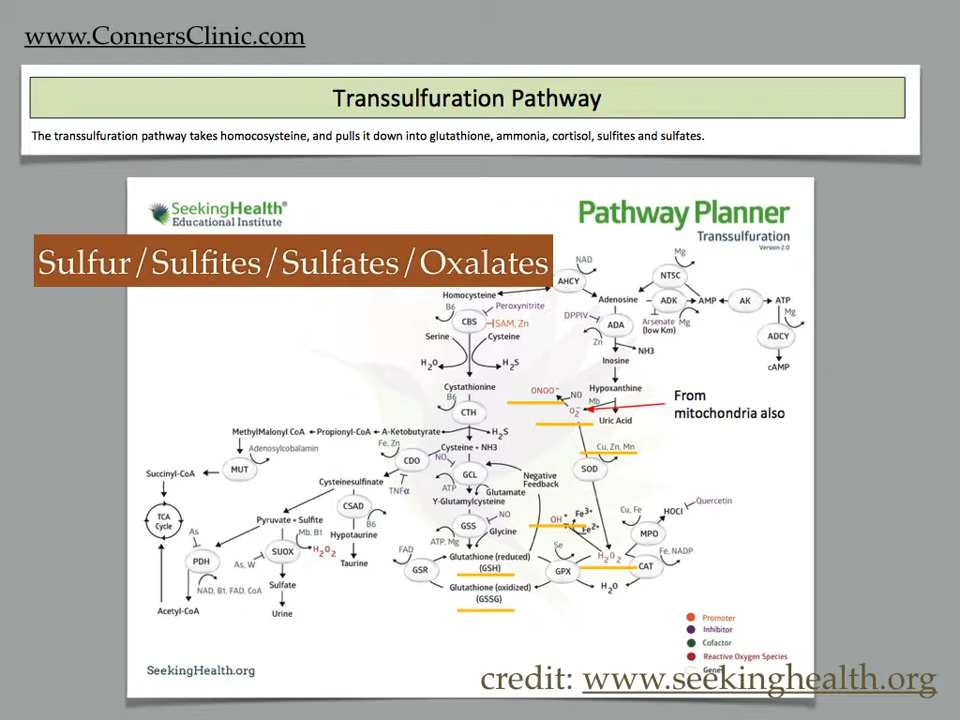 www.ConnersClinic.com
Transsulfuration Pathway
The transsulfuration pathway takes homocosysteine, and pulls it down into glutathione, ammonia, cortisol, sulfites and sulfates.
SeekingHealth®
Educational Institute
Pathway Planner
Transsulfuration
Version 2.0
Sulfur/Sulfites/Sulfates/Oxalates
NAD
AHCY
Mg
NTSC
Homocysteine
Adenosine
ADK
AMP
AK
ATP
B6
Peroxynitrite
DPPIV
Arsenate
(low Km)
Mg
Mg
CBS
SAM, Zn
ADA
ADCY
Serine
Cysteine
Zn
NH3
cAMP
H2O
H2S
Inosine
Cystathionine
ONOO-
NO
Hypoxanthine
B6
Mb
From
mitochondria also
CTH
O2-
Uric Acid
MethylMalonyl CoA
Propionyl-CoA
A-Ketobutyrate
H2S
Adenosylcobalamin
Fe, Zn
Cysteine + NH3
Cu, Zn, Mn
NO
Succinyl-CoA
MUT
CDO
GCL
SOD
Cysteinesulfinate
TNFα
ATP
Glutamate
Negative
Feedback
Y-Glutamylcysteine
Quercetin
CSAD
B6
NO
OH•
Fe3+
Fe2+
Cu, Fe
HOCl
TCA
Cycle
Pyruvate + Sulfite
Mb, B1
Hypotaurine
GSS
Glycine
MPO
As
ATP, Mg
Se
SUOX
H2O2
FAD
Glutathione (reduced)
(GSH)
H2O2
Fe, NADP
PDH
As, W
Taurine
GSR
GPX
CAT
NAD, B1, FAD, CoA
Sulfate
Glutathione (oxidized)
(GSSG)
H2O
Acetyl-CoA
Urine
Promoter
Inhibitor
Cofactor
Reactive Oxygen Species
Gene
SeekingHealth.org
credit: www.seekinghealth.org